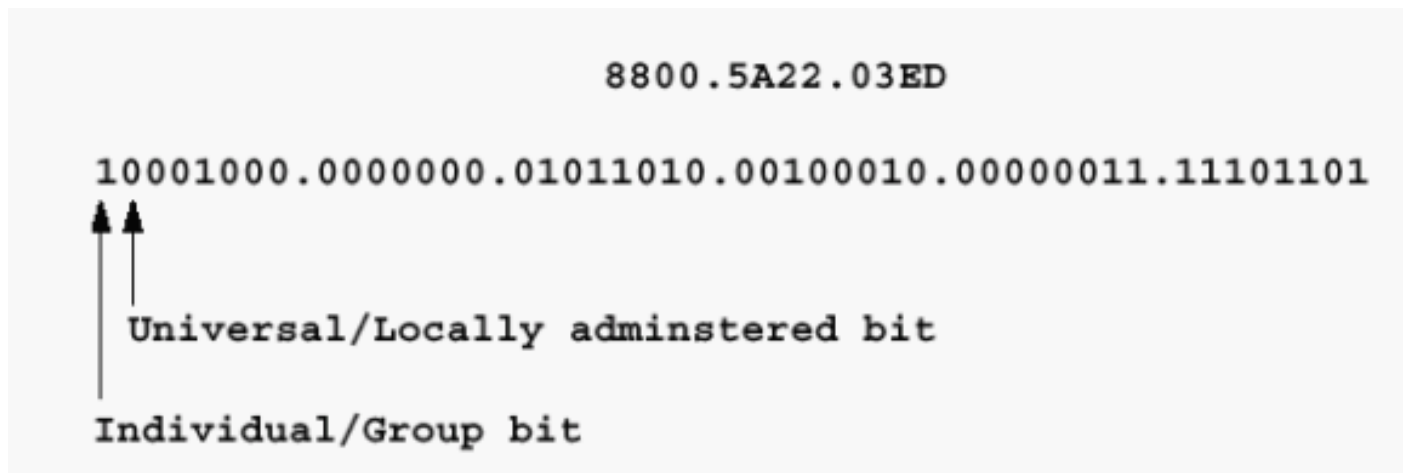 8800.5A22.03ED
10001000.0000000.01011010.00100010.00000011.11101101
Universal/Locally adminstered bit
Individual/Group bit